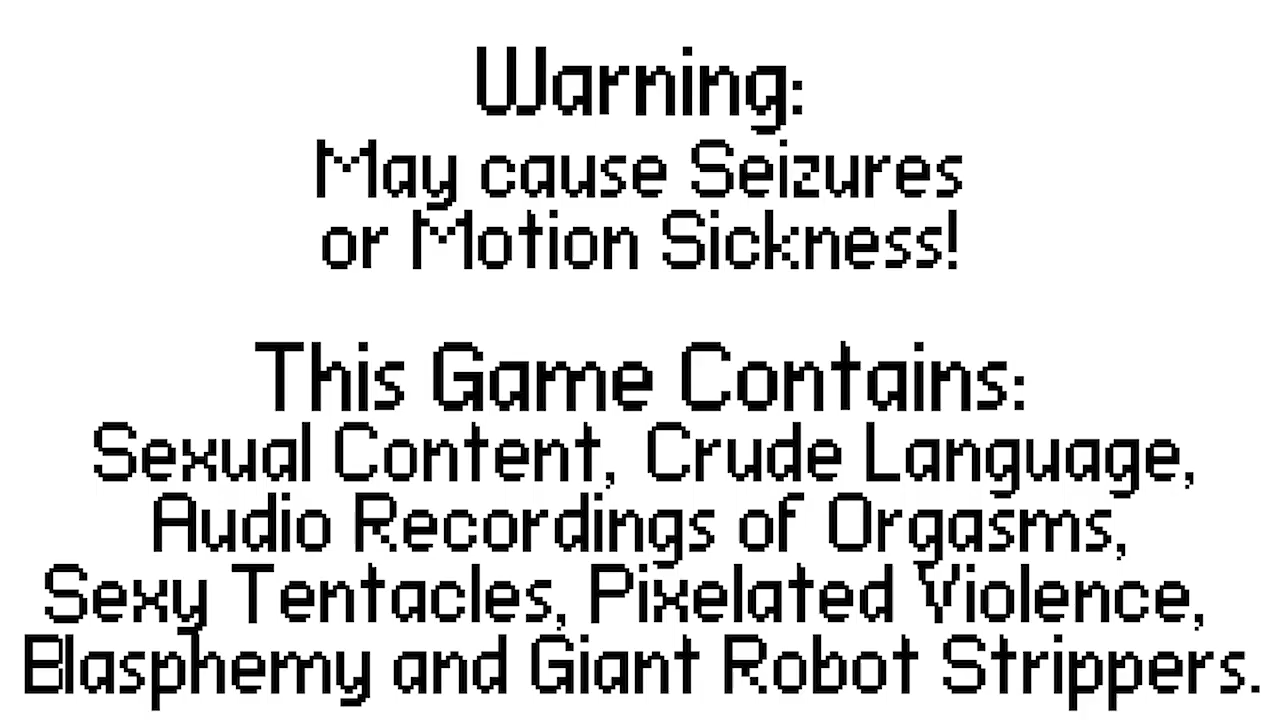 Warning:
May cause Seizures
or Motion Sickness!
This Game Contains:
Sexual Content, Crude Language,
Audio Recordings of Orgasms,
Sexy Tentacles, Pixelated Violence,
Blasphemy and Giant Robot Strippers.